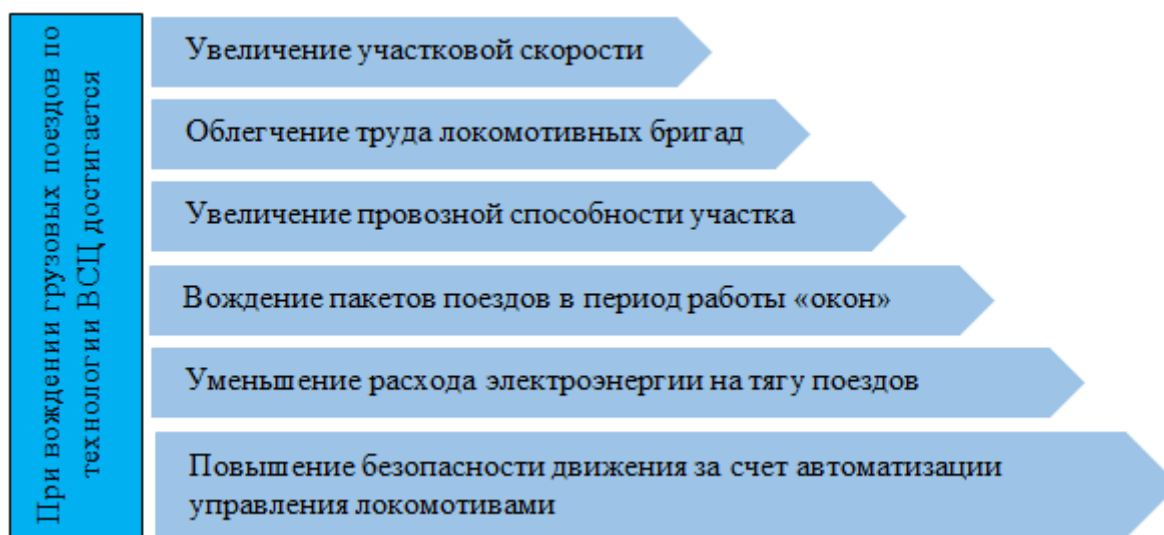 При вождении грузовых поездов по
технологии ВСЦ достигается
Увеличение участковой скорости
Облегчение труда локомотивных бригад
Увеличение провозной способности участка
Вождение пакетов поездов в период работы «окон»
Уменьшение расхода электроэнергии на тягу поездов
Повышение безопасности движения за счет автоматизации
управления локомотивами